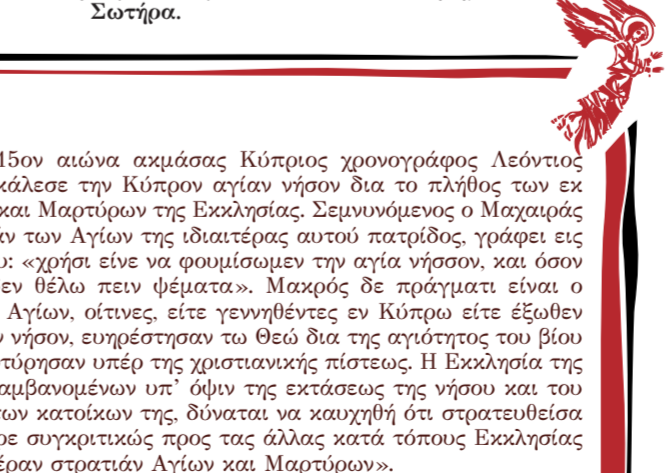 Σωτήρα.
15ον αιώνα ακμάσας Κύπριος χρονογράφος Λεόντιος
κάλεσε την Κύπρον αγίαν νήσον δια το πλήθος των εκ
και Μαρτύρων της Εκκλησίας. Σεμνυνόμενος ο Μαχαιράς
των Αγίων της ιδιαιτέρας αυτού πατρίδος, γράφει εις
«χρήσι είνε να φουμίσωμεν την αγία νήσσον, και όσον
θέλω πειν ψέματα». Μακρός δε πράγματι είναι ο
Αγίων, οίτινες, είτε γεννηθέντες εν Κύπρω είτε έξωθεν
νήσον, ευηρέστησαν τω Θεώ δια της αγιότητος του βίου
τύρησαν υπέρ της χριστιανικής πίστεως. Η Εκκλησία της
αμβανομένων υπ’ όψιν της εκτάσεως της νήσου και του
των κατοίκων της, δύναται να καυχηθή ότι στρατευθείσα
συγκριτικώς προς τας άλλας κατά τόπους Εκκλησίας
έραν στρατιάν Αγίων και Μαρτύρων».